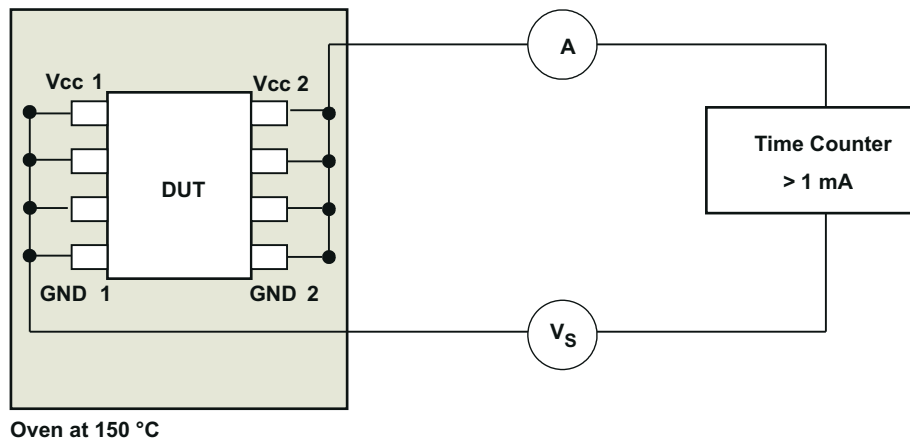 A
Vcc 1
Vcc 2
Time Counter
> 1 mA
DUT
GND 1
GND 2
VS
Oven at 150 °C